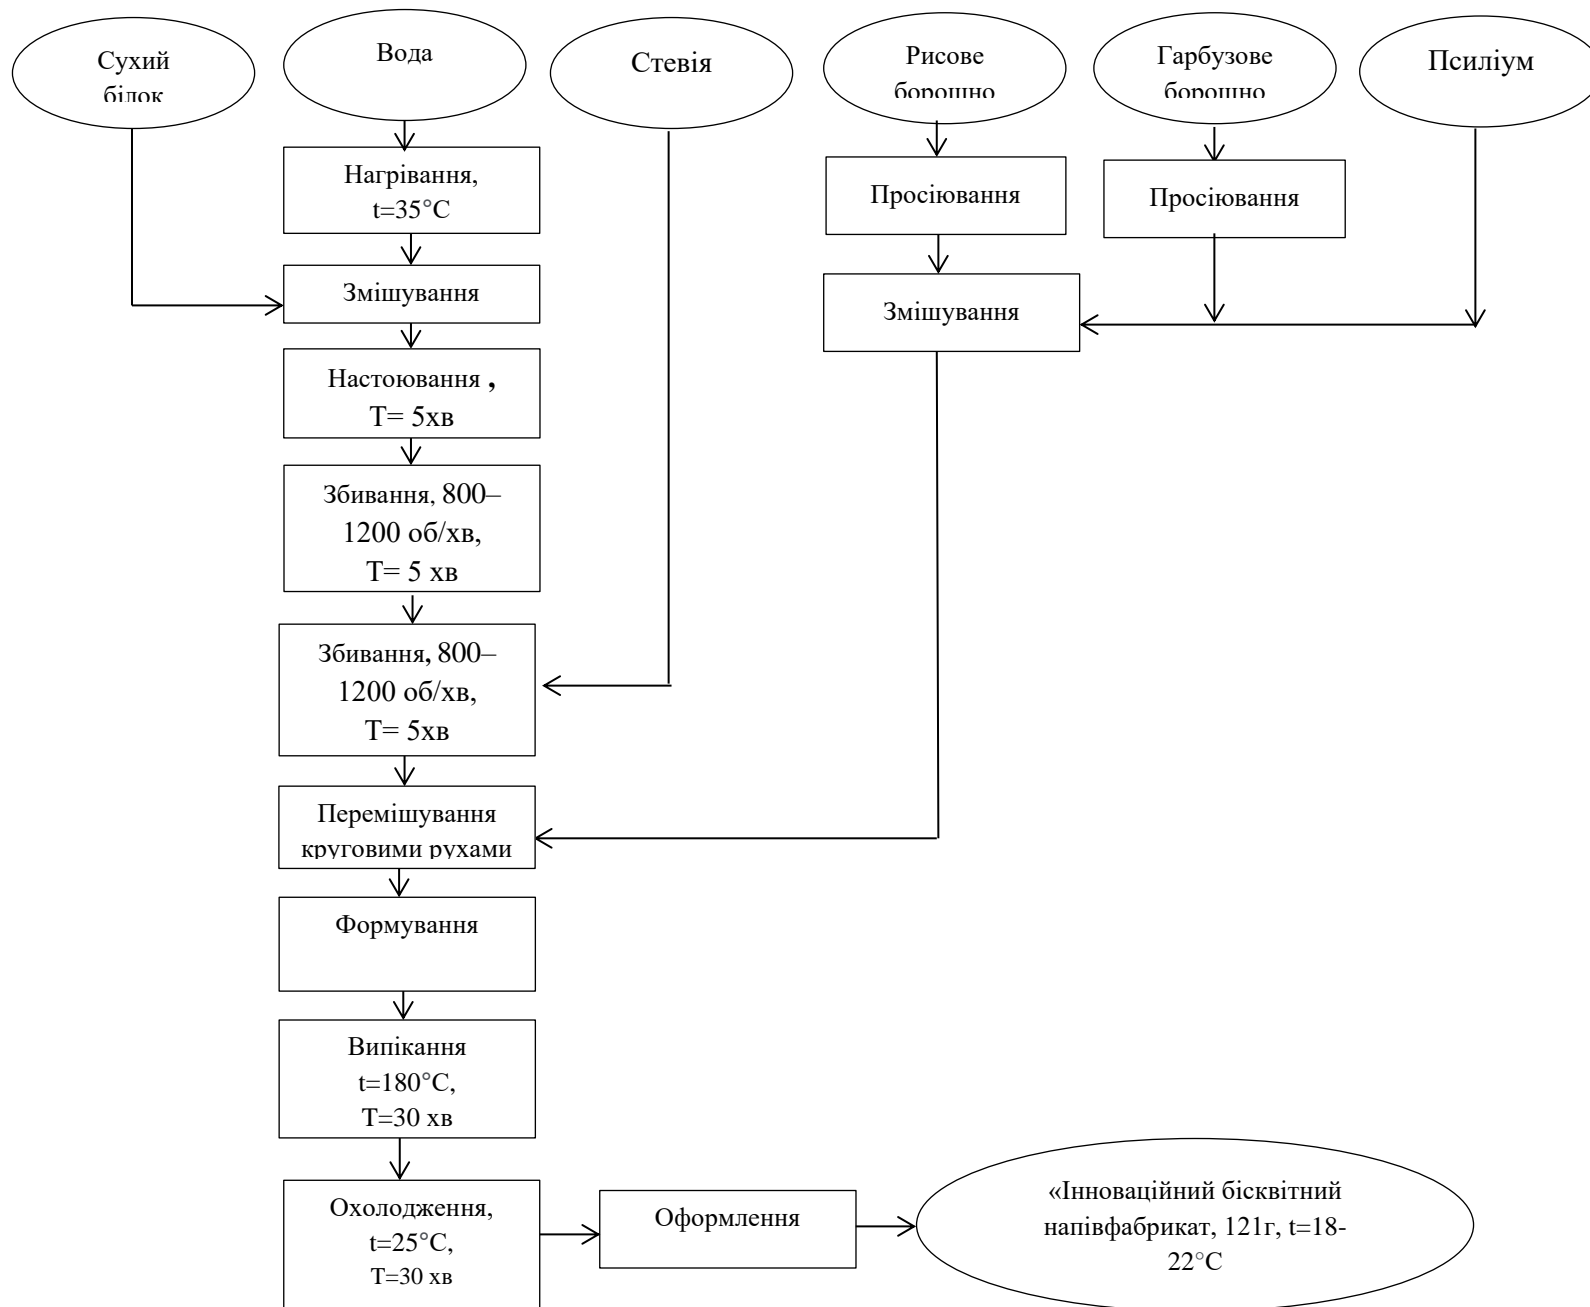 Сухий
білок
Вода
Стевія
Рисове
борошно
Гарбузове
борошно
Псиліум
Нагрівання,
t=35°C
Просіювання
Просіювання
Змішування
Змішування
Настоювання ,
Т= 5хв
Збивання, 800–
1200 об/хв,
Т= 5 хв
Збивання, 800–
1200 об/хв,
Т= 5хв
Перемішування
круговими рухами
Формування
Випікання
t=180°C,
Т=30 хв
Охолодження,
t=25°C,
Т=30 хв
Оформлення
«Інноваційний бісквітний
напівфабрикат, 121г, t=18-
22°C